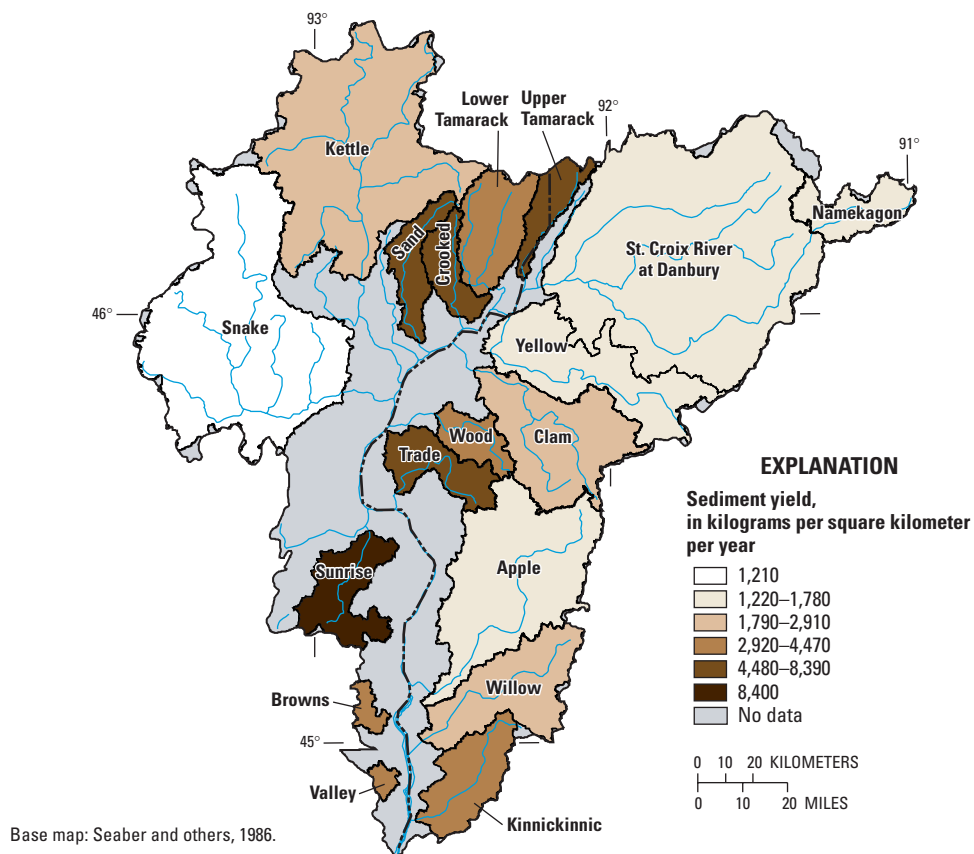 93°
Lower
Tamarack
Upper
Tamarack
92°
91°
Kettle
Namekagon
Sand
Crooked
St. Croix River
at Danbury
46°
Snake
Yellow
Wood
Clam
Trade
EXPLANATION
Sediment yield,
in kilograms per square kilometer
per year
1,210
1,220–1,780
1,790–2,910
2,920–4,470
4,480–8,390
8,400
No data
Sunrise
Apple
Willow
Browns
45°
0 10 20 KILOMETERS
0 10 20 MILES
Valley
Kinnickinnic
Base map: Seaber and others, 1986.